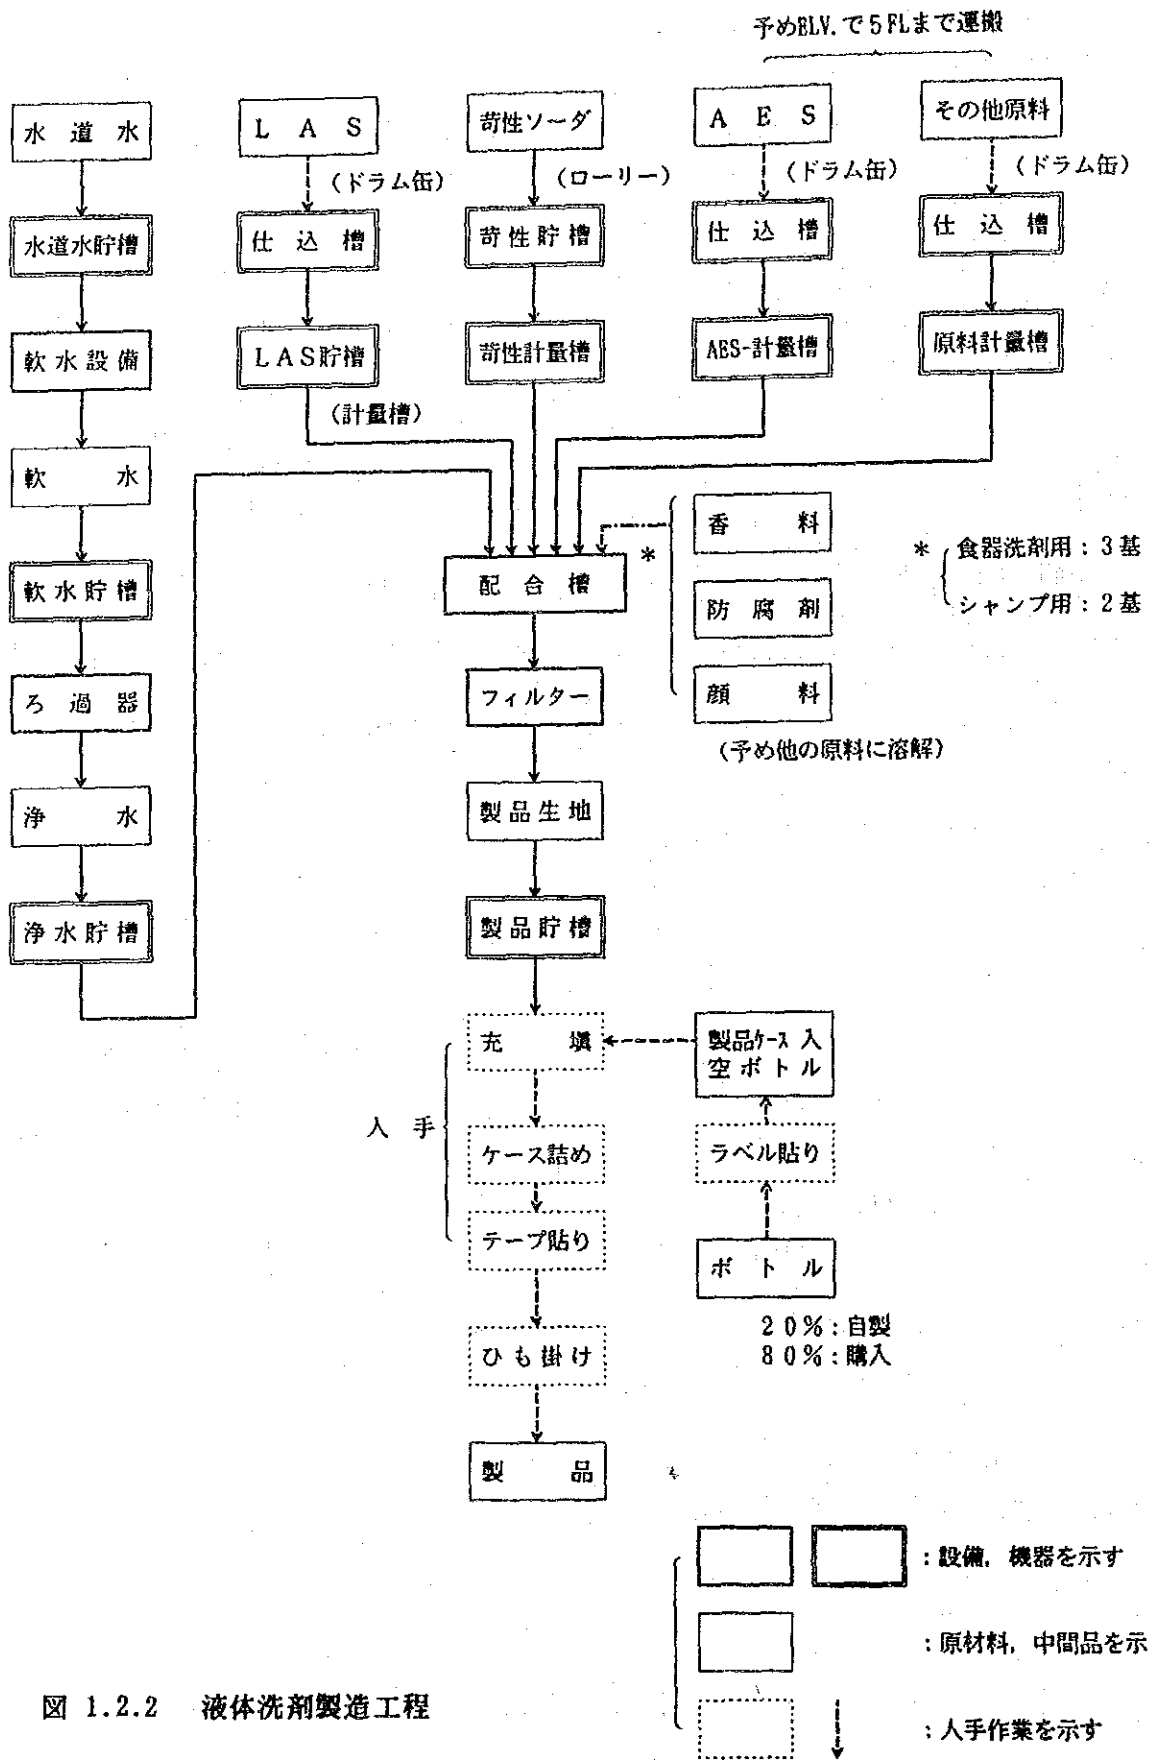 予めELV.で5FLまで運搬
水道水
LAS
苛性ソーダ
AES
その他原料
(ドラム缶)
(ローリー)
(ドラム缶)
(ドラム缶)
水道水貯槽
仕込槽
苛性貯槽
仕込槽
仕込槽
軟水設備
LAS貯槽
苛性計量槽
AES-計量槽
原料計量槽
(計量槽)
軟水
軟水貯槽
ろ過器
浄水
浄水貯槽
配合槽
*
香料
防腐剤
顔料
(予め他の原料に溶解)
* 食器洗剤用:3基
シャンプ用:2基
フィルター
製品生地
製品貯槽
充塡
製品ケース入
空ボトル
人手
ケース詰め
ラベル貼り
テープ貼り
ボトル
20%:自製
80%:購入
ひも掛け
製品
:設備,機器を示す
:原材料,中間品を示
:人手作業を示す
図 1.2.2 液体洗剤製造工程